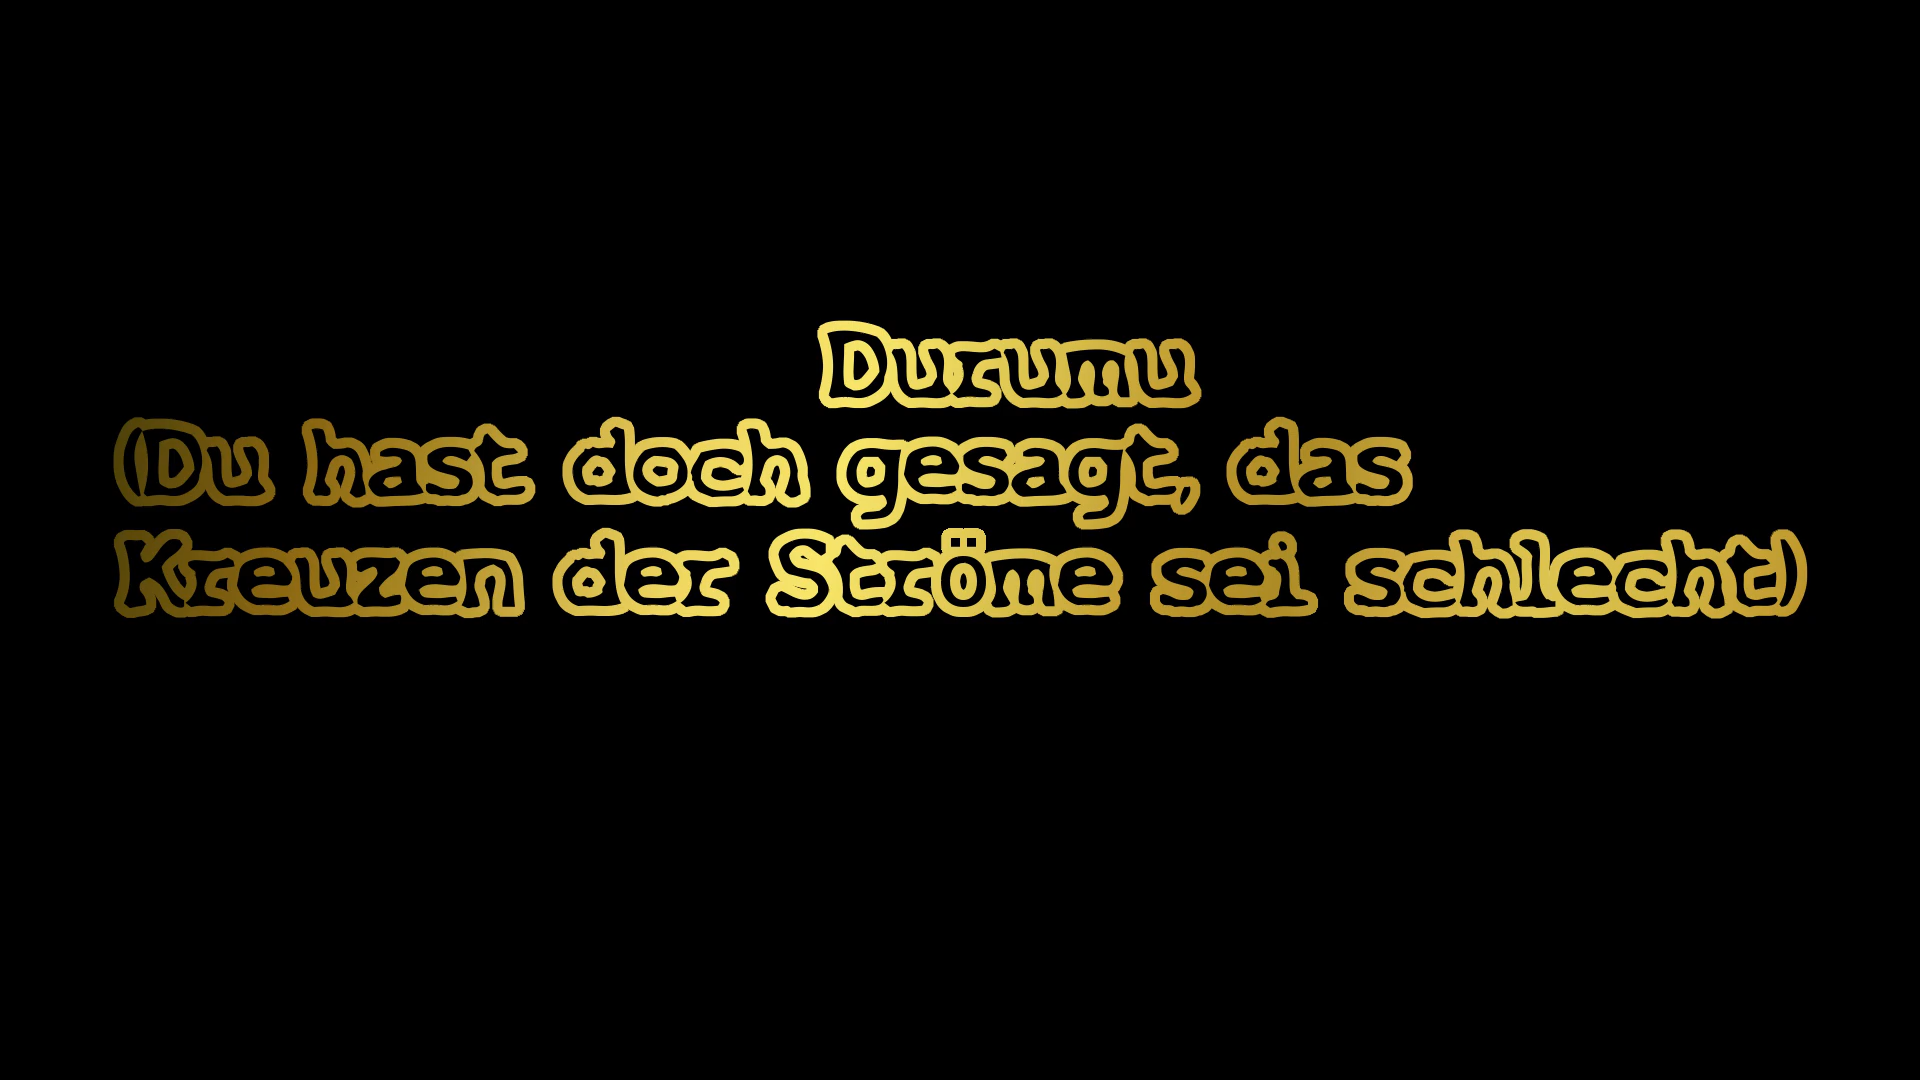 Durumu
(Du hast doch gesagt, das
Kreuzen der Ströme sei schlecht)